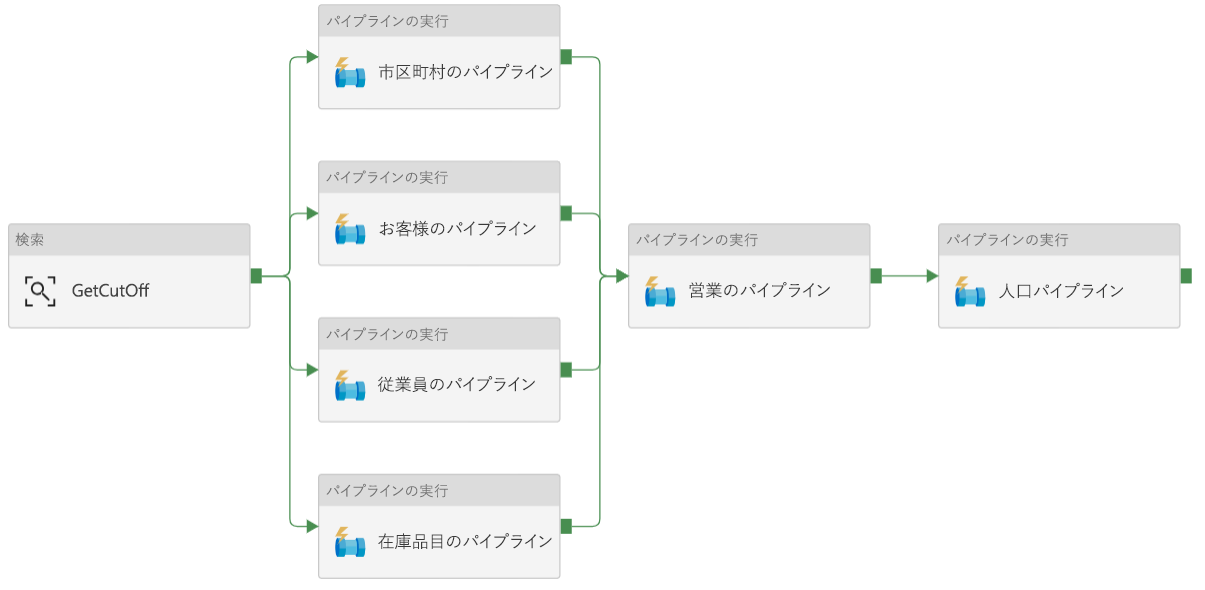 検索
GetCutOff
パイプラインの実行
市区町村のパイプライン
パイプラインの実行
お客様のパイプライン
パイプラインの実行
従業員のパイプライン
パイプラインの実行
在庫品目のパイプライン
パイプラインの実行
営業のパイプライン
パイプラインの実行
人口パイプライン